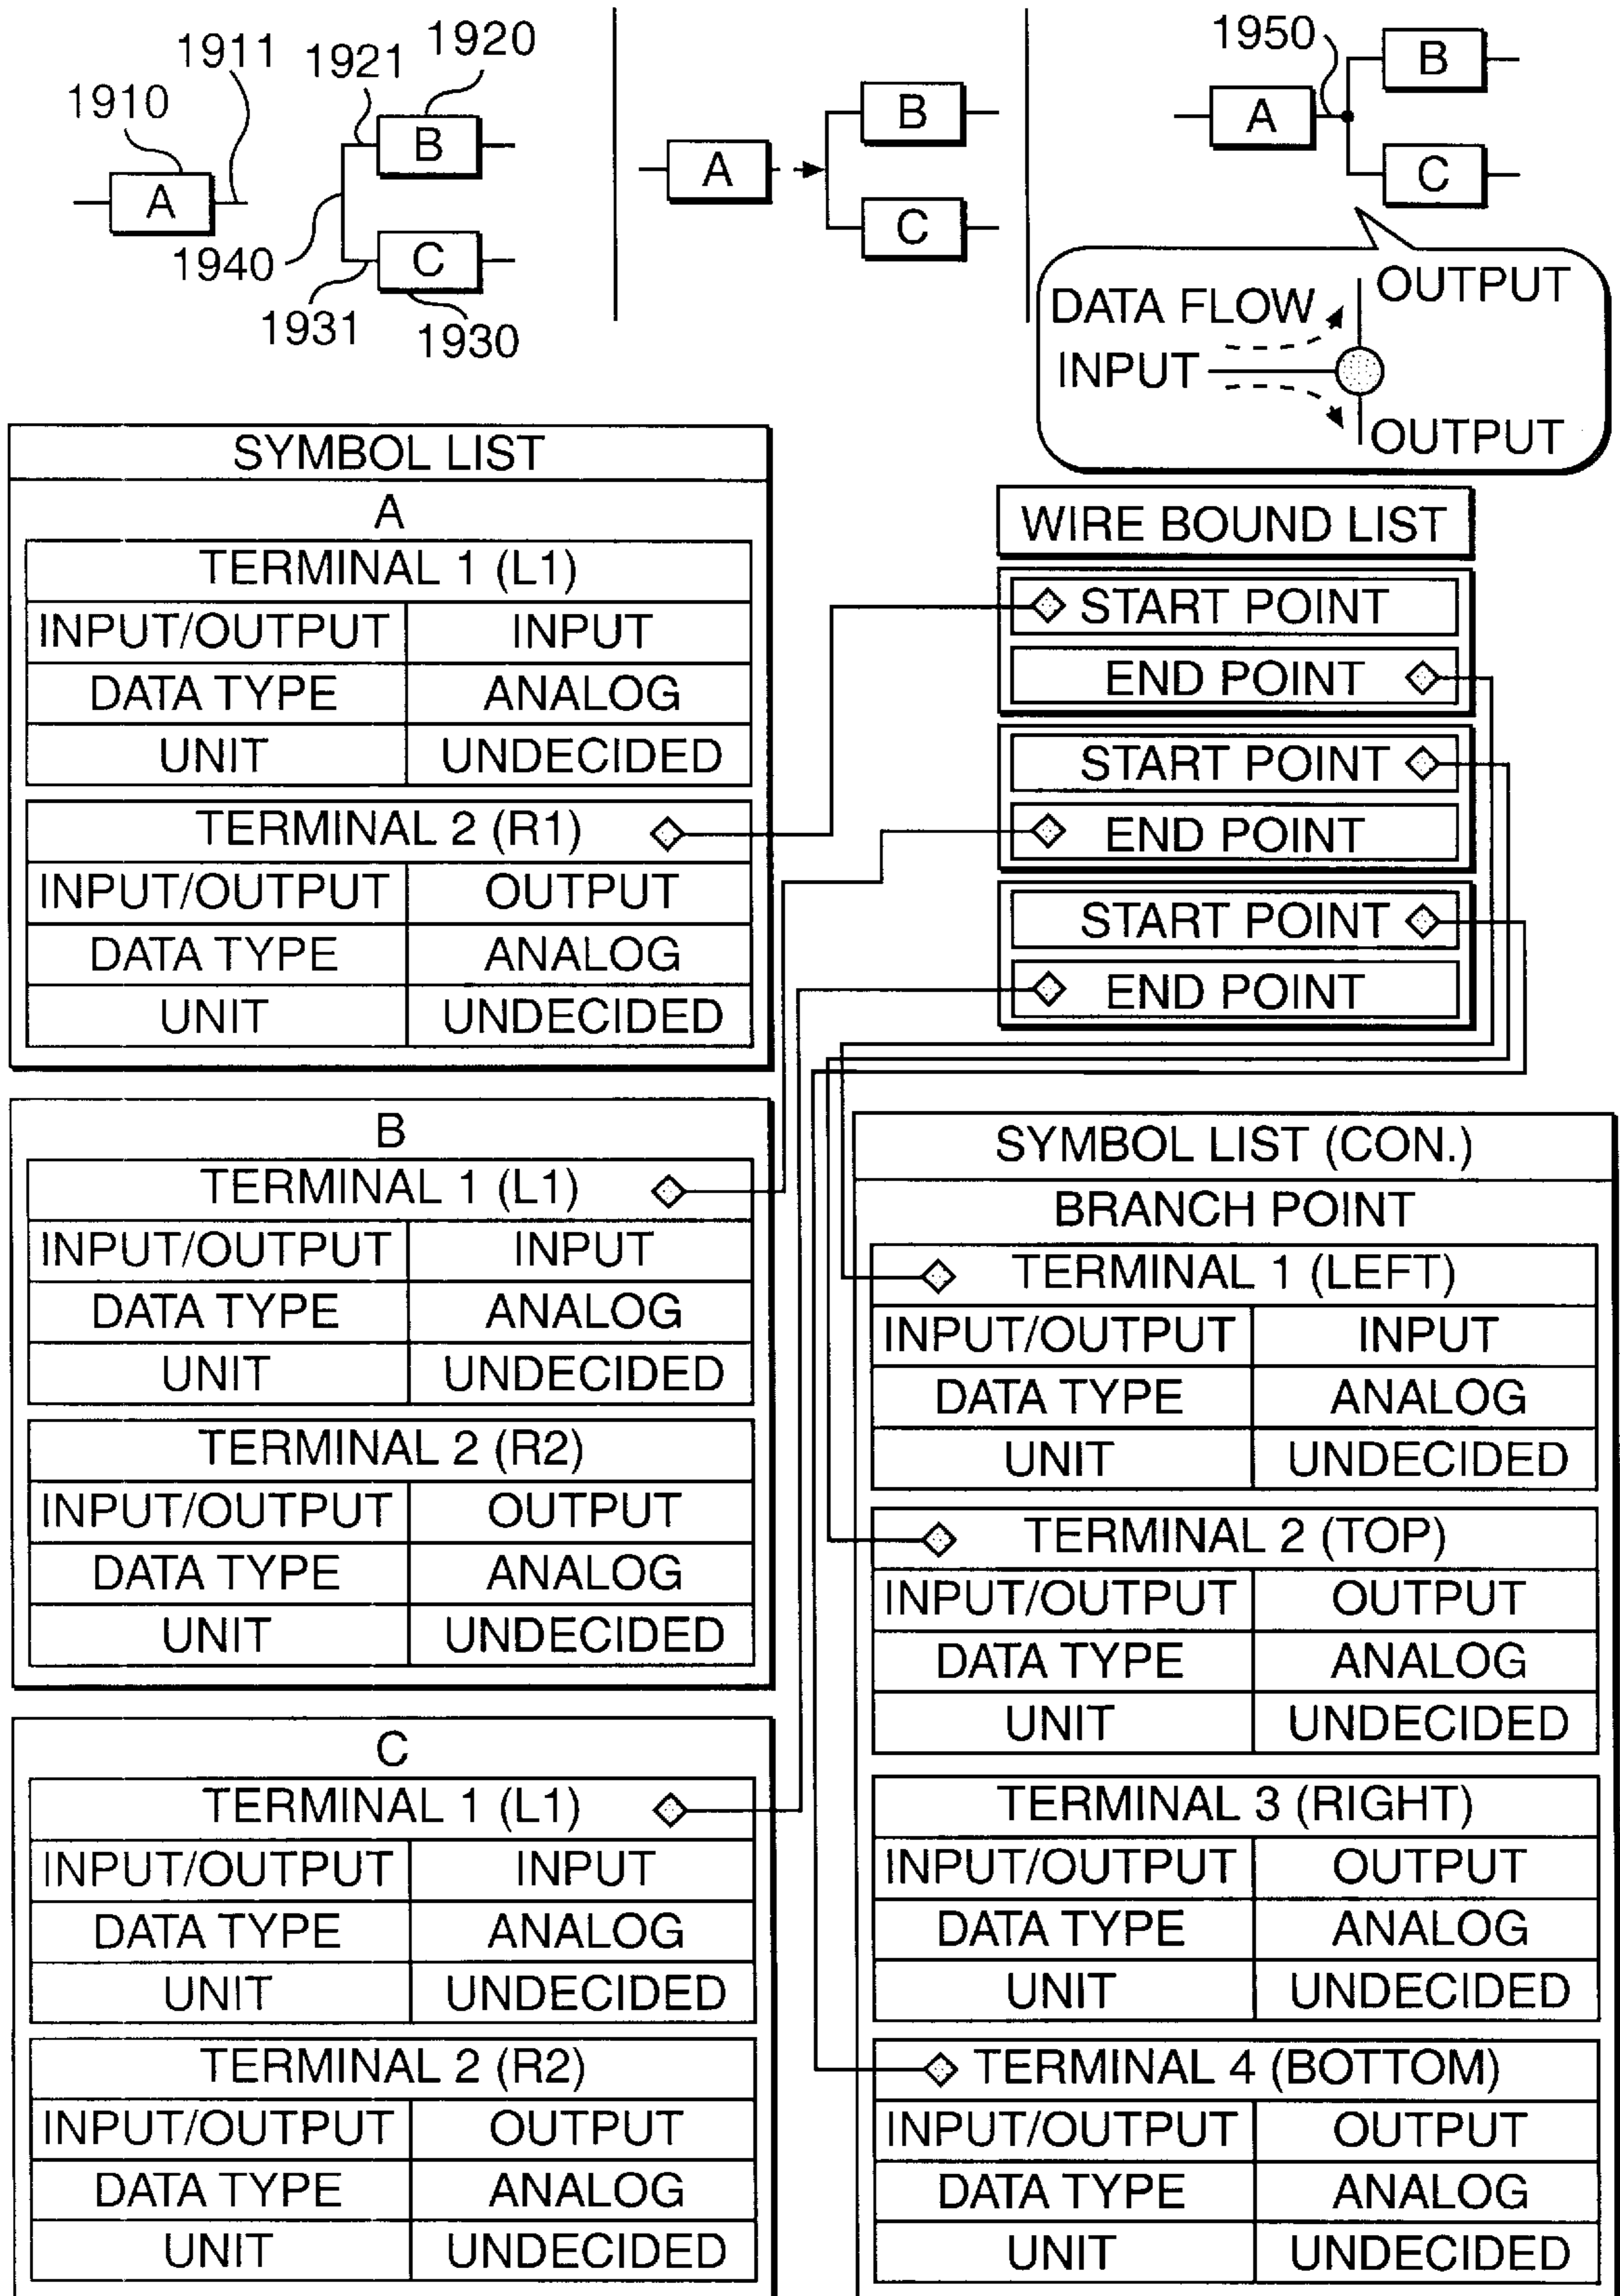 1910
1911
1921
1920
A
B
C
1940
1931
1930
A
B
C
1950
A
B
C
DATA FLOW
INPUT
OUTPUT
OUTPUT
SYMBOL LIST
A
TERMINAL 1 (L1)
INPUT/OUTPUT INPUT
DATA TYPE ANALOG
UNIT UNDECIDED
TERMINAL 2 (R1)
INPUT/OUTPUT OUTPUT
DATA TYPE ANALOG
UNIT UNDECIDED
B
TERMINAL 1 (L1)
INPUT/OUTPUT INPUT
DATA TYPE ANALOG
UNIT UNDECIDED
TERMINAL 2 (R2)
INPUT/OUTPUT OUTPUT
DATA TYPE ANALOG
UNIT UNDECIDED
C
TERMINAL 1 (L1)
INPUT/OUTPUT INPUT
DATA TYPE ANALOG
UNIT UNDECIDED
TERMINAL 2 (R2)
INPUT/OUTPUT OUTPUT
DATA TYPE ANALOG
UNIT UNDECIDED
WIRE BOUND LIST
START POINT
END POINT
START POINT
END POINT
START POINT
END POINT
SYMBOL LIST (CON.)
BRANCH POINT
TERMINAL 1 (LEFT)
INPUT/OUTPUT INPUT
DATA TYPE ANALOG
UNIT UNDECIDED
TERMINAL 2 (TOP)
INPUT/OUTPUT OUTPUT
DATA TYPE ANALOG
UNIT UNDECIDED
TERMINAL 3 (RIGHT)
INPUT/OUTPUT OUTPUT
DATA TYPE ANALOG
UNIT UNDECIDED
TERMINAL 4 (BOTTOM)
INPUT/OUTPUT OUTPUT
DATA TYPE ANALOG
UNIT UNDECIDED